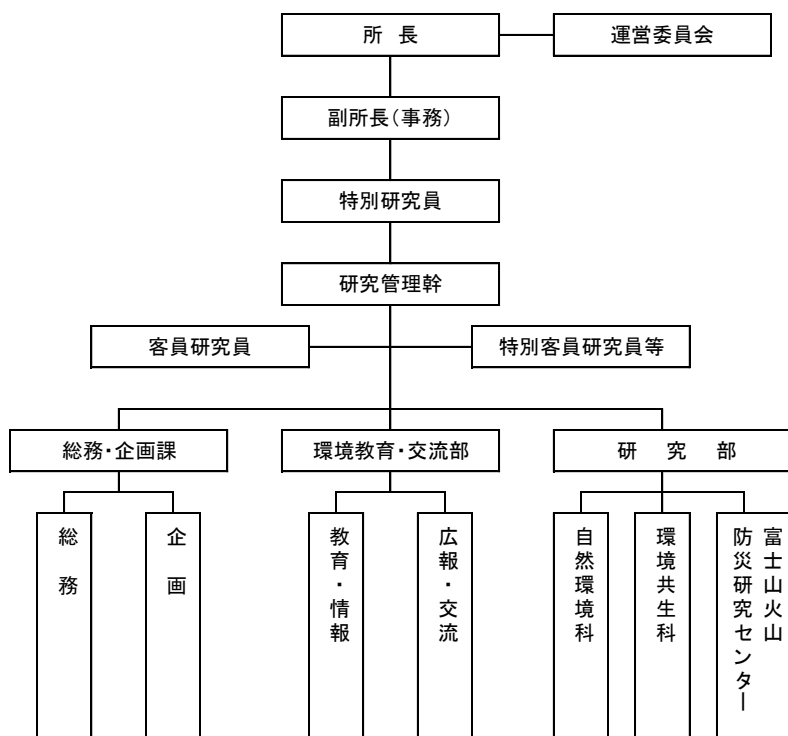 所 長
運営委員会
副所長(事務)
特別研究員
研究管理幹
客員研究員
特別客員研究員等
総務・企画課
環境教育・交流部
研 究 部
総 務
企 画
教育・情報
広報・交流
自然環境科
環境共生科
富士山火山
防災研究センター